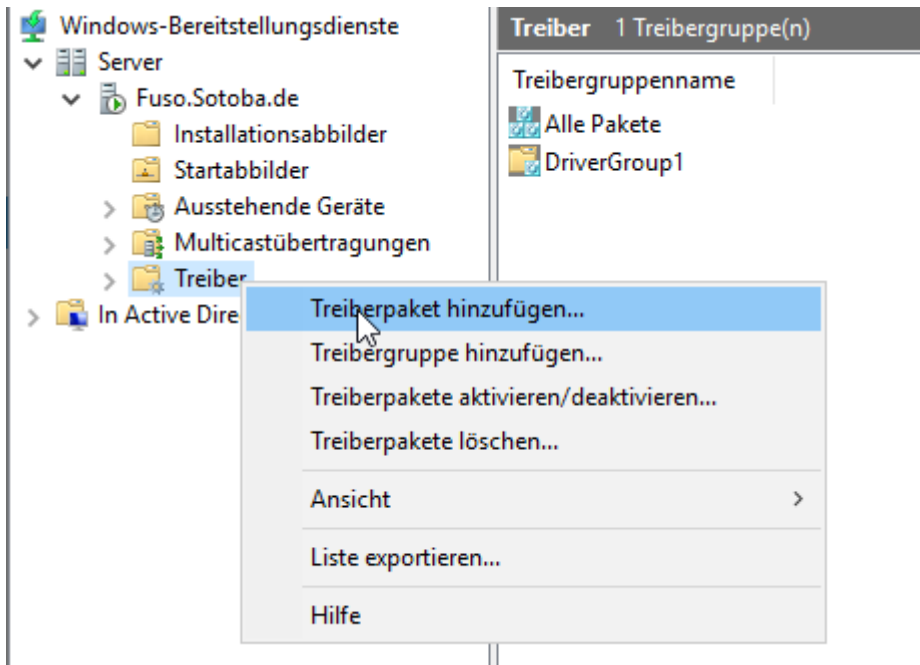 Windows-Bereitstellungsdienste
Server
Fuso.Sotoba.de
Installationsabbilder
Startabbilder
Ausstehende Geräte
Multicastübertragungen
Treiber
In Active Dire
Treiber 1 Treibergruppe(n)
Treibergruppenname
Alle Pakete
DriverGroup1
Treiberpaket hinzufügen...
Treibergruppe hinzufügen...
Treiberpakete aktivieren/deaktivieren...
Treiberpakete löschen...
Ansicht
Liste exportieren...
Hilfe